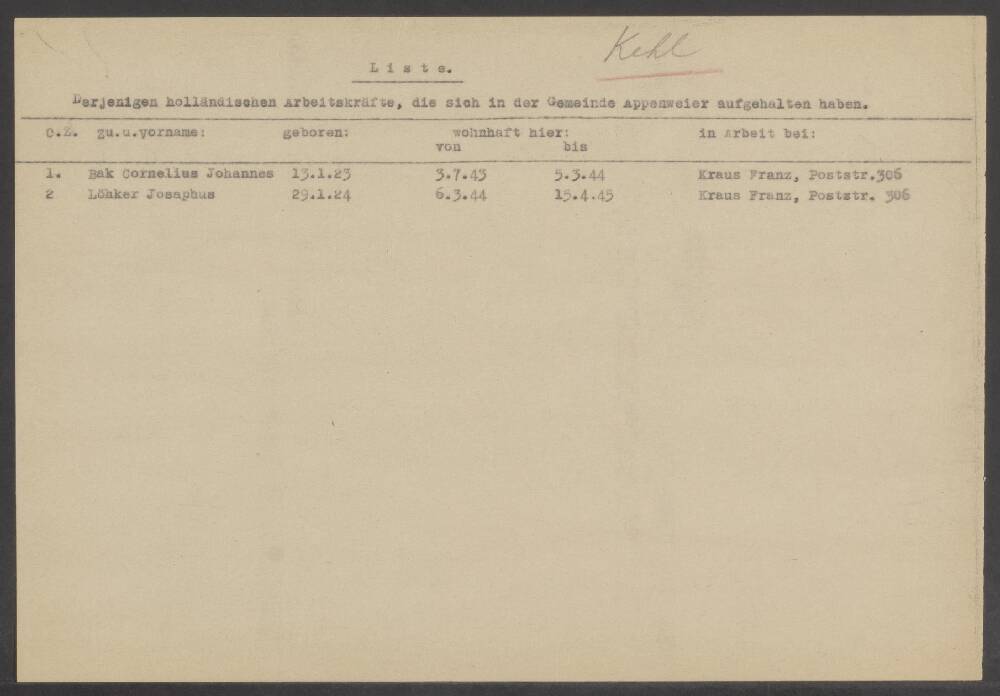 Kehl
Liste.
Derjenigen holländischen Arbeitskräfte, die sich in der Gemeinde Appenweier aufgehalten haben.
O.Z. Zu.u.Vorname: geboren: wohnhaft hier: in Arbeit bei:
von bis
1. Bak Cornelius Johannes 13.1.23 3.7.43 5.3.44 Kraus Franz, Poststr.306
2 Löhker Josaphus 29.1.24 6.3.44 15.4.45 Kraus Franz, Poststr. 306